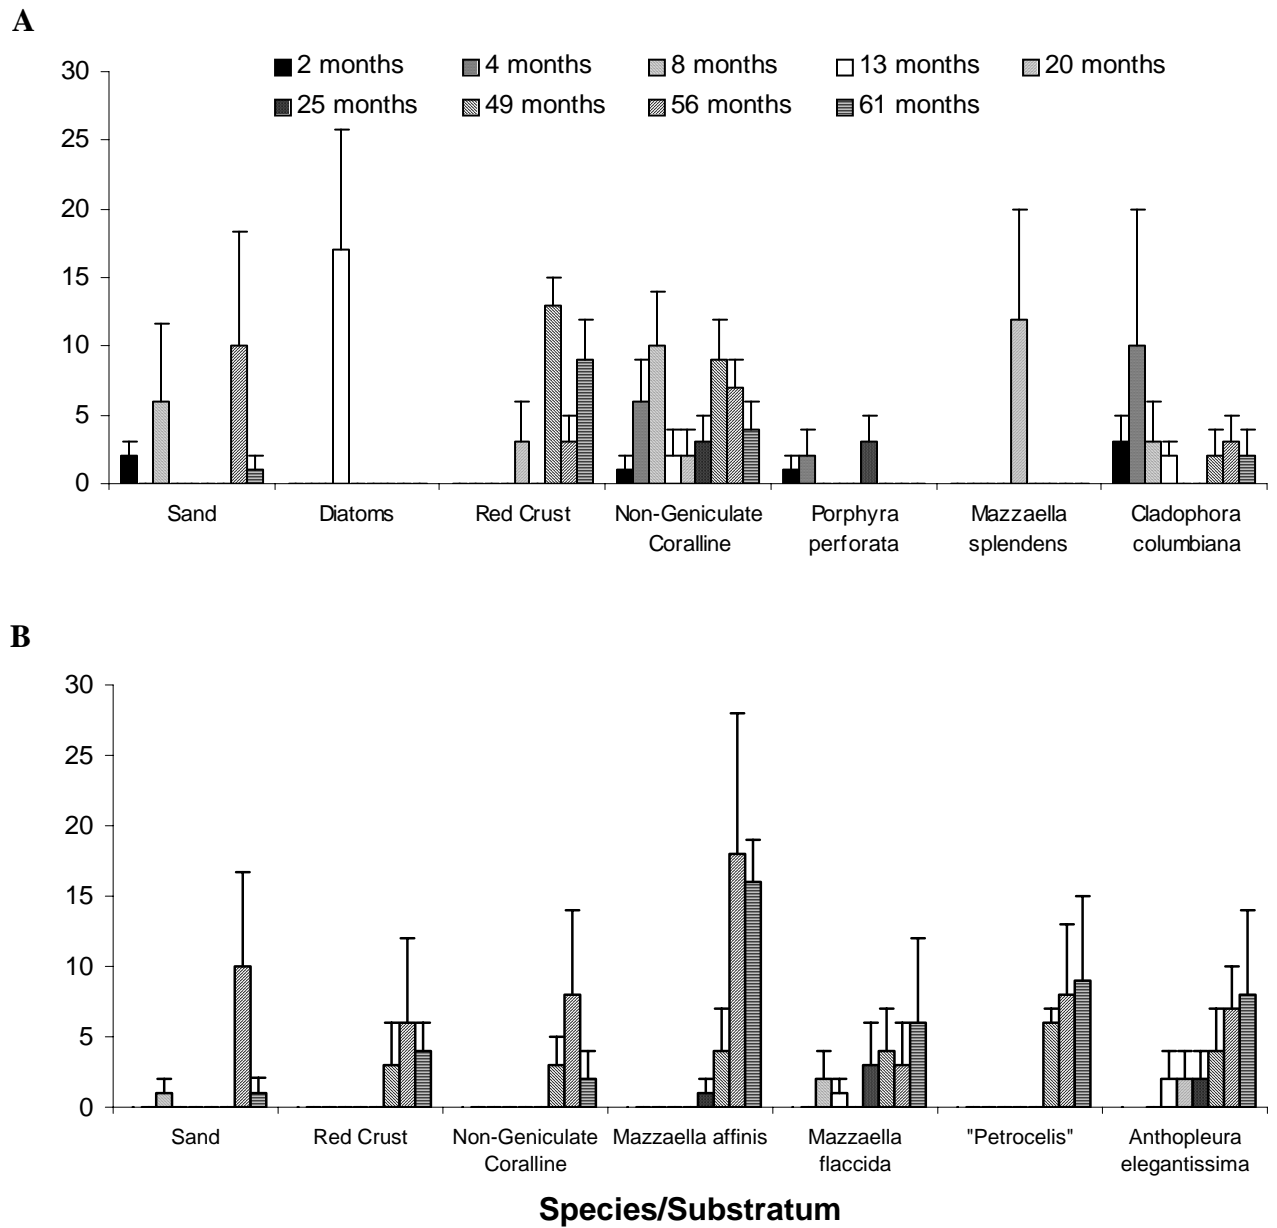 A
2 months 4 months 8 months 13 months 20 months
25 months 49 months 56 months 61 months
30
25
20
15
10
5
0
Sand Diatoms Red Crust Non-Geniculate Porphyra Mazzaella Cladophora
Coralline perforata splendens columbiana
B
30
25
20
15
10
5
0
Sand Red Crust Non-Geniculate Mazzaella affinis Mazzaella "Petrocelis" Anthopleura
Coralline flaccida elegantissima
Species/Substratum